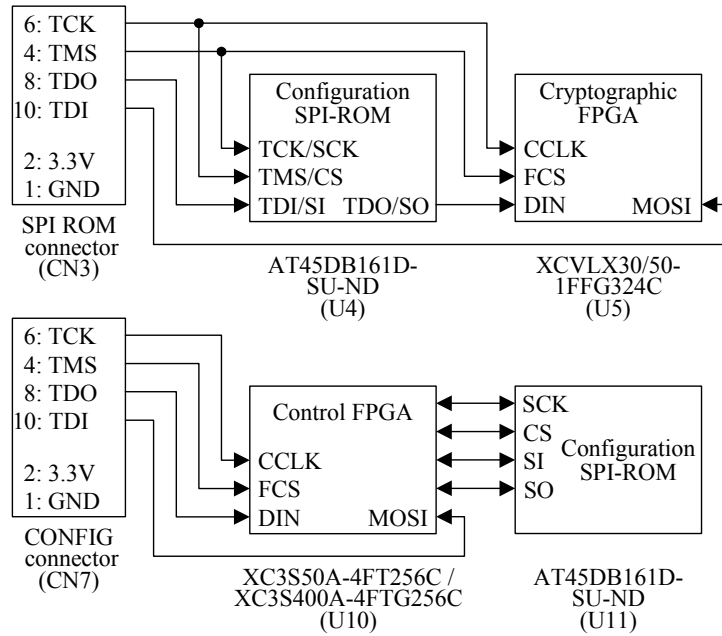 6: TCK
4: TMS
8: TDO
10: TDI
2: 3.3V
1: GND
SPI ROM
connector
(CN3)
Configuration
SPI-ROM
TCK/SCK
TMS/CS
TDI/SI TDO/SO
AT45DB161D-
SU-ND
(U4)
Cryptographic
FPGA
CCLK
FCS
DIN MOSI
XCVLX30/50-
1FFG324C
(U5)
6: TCK
4: TMS
8: TDO
10: TDI
2: 3.3V
1: GND
CONFIG
connector
(CN7)
Control FPGA
CCLK
FCS
DIN MOSI
XC3S50A-4FT256C /
XC3S400A-4FTG256C
(U10)
SCK
CS
SI
SO
Configuration
SPI-ROM
AT45DB161D-
SU-ND
(U11)